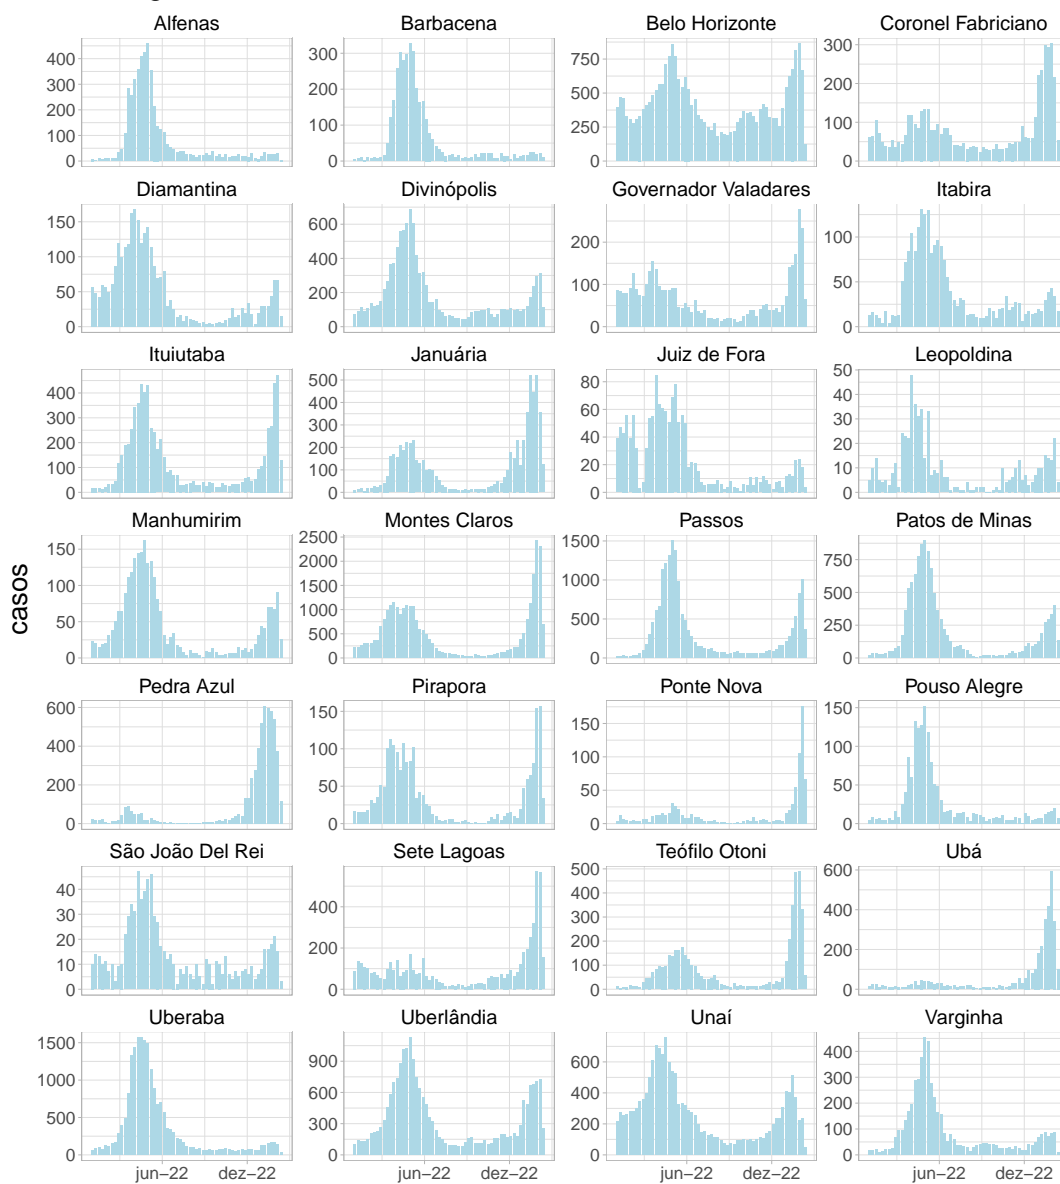 Alfenas Barbacena Belo Horizonte Coronel Fabriciano
400 300 200 100 0
300 200 100 0
750 500 250 0
300 200 100 0
Diamantina Divinópolis Governador Valadares Itabira
150 100 50 0
600 400 200 0
200 100 0
100 50 0
Ituiutaba Januária Juiz de Fora Leopoldina
400 300 200 100 0
500 400 300 200 100 0
80 60 40 20 0
50 40 30 20 10 0
Manhumirim Montes Claros Passos Patos de Minas
150 100 50 0
2500 2000 1500 1000 500 0
1500 1000 500 0
750 500 250 0
casos
Pedra Azul Pirapora Ponte Nova Pouso Alegre
600 400 200 0
150 100 50 0
150 100 50 0
150 100 50 0
São João Del Rei Sete Lagoas Teófilo Otoni Ubá
40 30 20 10 0
400 200 0
500 400 300 200 100 0
600 400 200 0
Uberaba Uberlândia Unaí Varginha
1500 1000 500 0
900 600 300 0
600 400 200 0
400 300 200 100 0
jun–22 dez–22 jun–22 dez–22 jun–22 dez–22 jun–22 dez–22